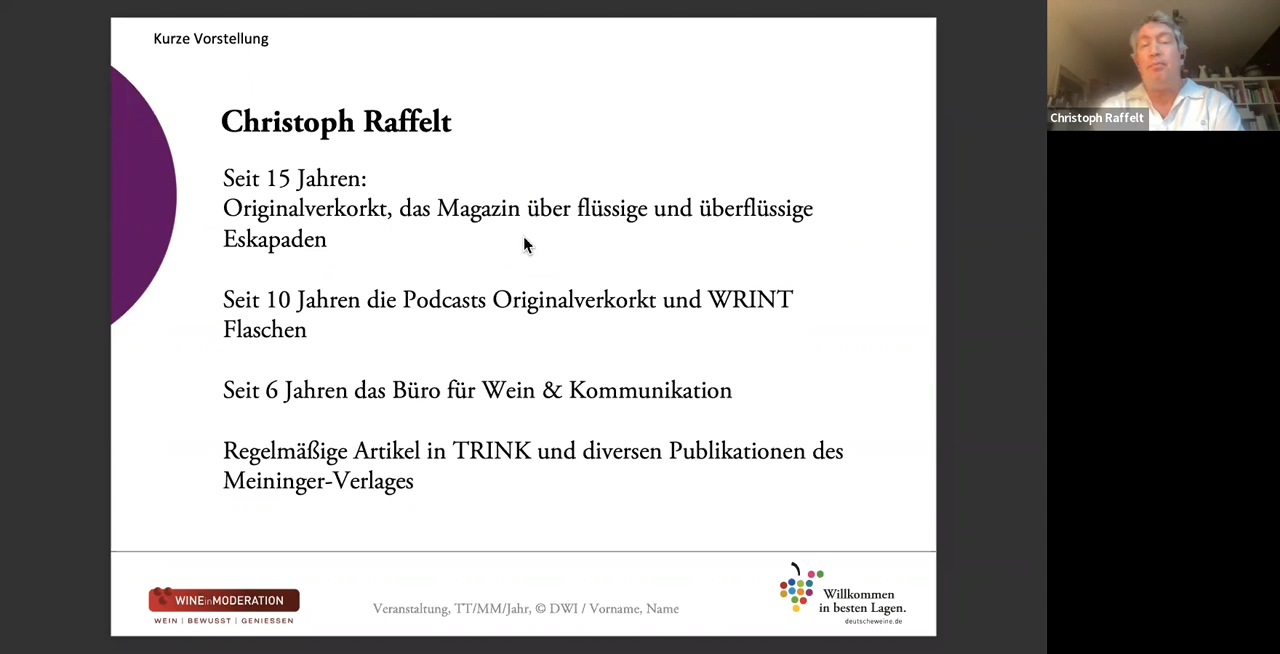 Kurze Vorstellung
Christoph Raffelt
Seit 15 Jahren:
Originalverkorkt, das Magazin über flüssige und überflüssige
Eskapaden
Seit 10 Jahren die Podcasts Originalverkorkt und WRINT
Flaschen
Seit 6 Jahren das Büro für Wein & Kommunikation
Regelmäßige Artikel in TRINK und diversen Publikationen des
Meininger-Verlages
WINEinMODERATION
WEIN | BEWUSST | GENIESSEN
Veranstaltung, TT/MM/Jahr, © DWI / Vorname, Name
Willkommen
in besten Lagen.
deutscheweine.de
Christoph Raffelt